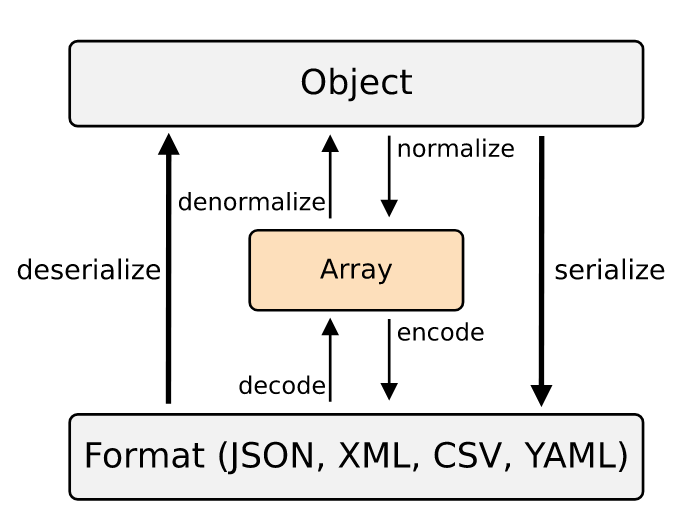 Object
normalize
denormalize
deserialize
Array
serialize
encode
decode
Format (JSON, XML, CSV, YAML)